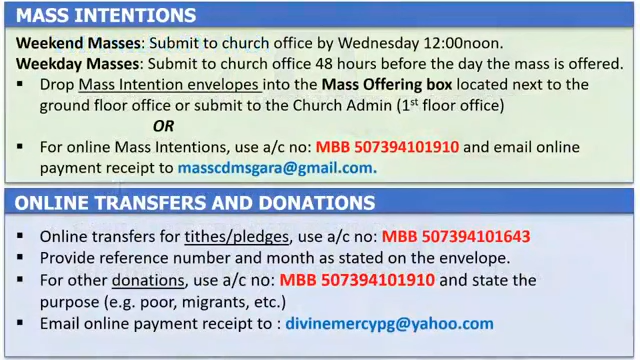 MASS INTENTIONS
Weekend Masses: Submit to church office by Wednesday 12:00noon.
Weekday Masses: Submit to church office 48 hours before the day the mass is offered.
▪ Drop Mass Intention envelopes into the Mass Offering box located next to the
ground floor office or submit to the Church Admin (1st floor office)
OR
▪ For online Mass Intentions, use a/c no: MBB 507394101910 and email online
payment receipt to masscdmsgara@gmail.com.
ONLINE TRANSFERS AND DONATIONS
▪ Online transfers for tithes/pledges, use a/c no: MBB 507394101643
▪ Provide reference number and month as stated on the envelope.
▪ For other donations, use a/c no: MBB 507394101910 and state the
purpose (e.g. poor, migrants, etc.)
▪ Email online payment receipt to : divinemercypg@yahoo.com